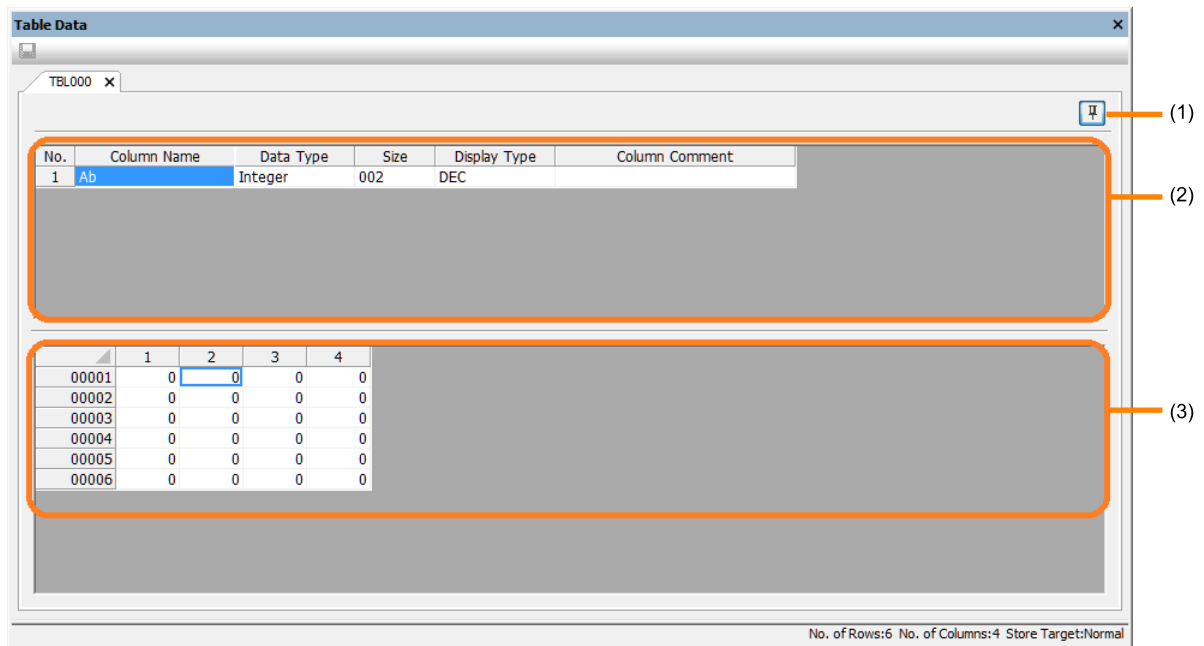 Table Data
TBL000
(1)
No. Column Name Data Type Size Display Type Column Comment
1 Ab Integer 002 DEC
(2)
1 2 3 4
00001 0 0 0 0
00002 0 0 0 0
00003 0 0 0 0
(3)
00004 0 0 0 0
00005 0 0 0 0
00006 0 0 0 0
No. of Rows:6 No. of Columns:4 Store Target:Normal